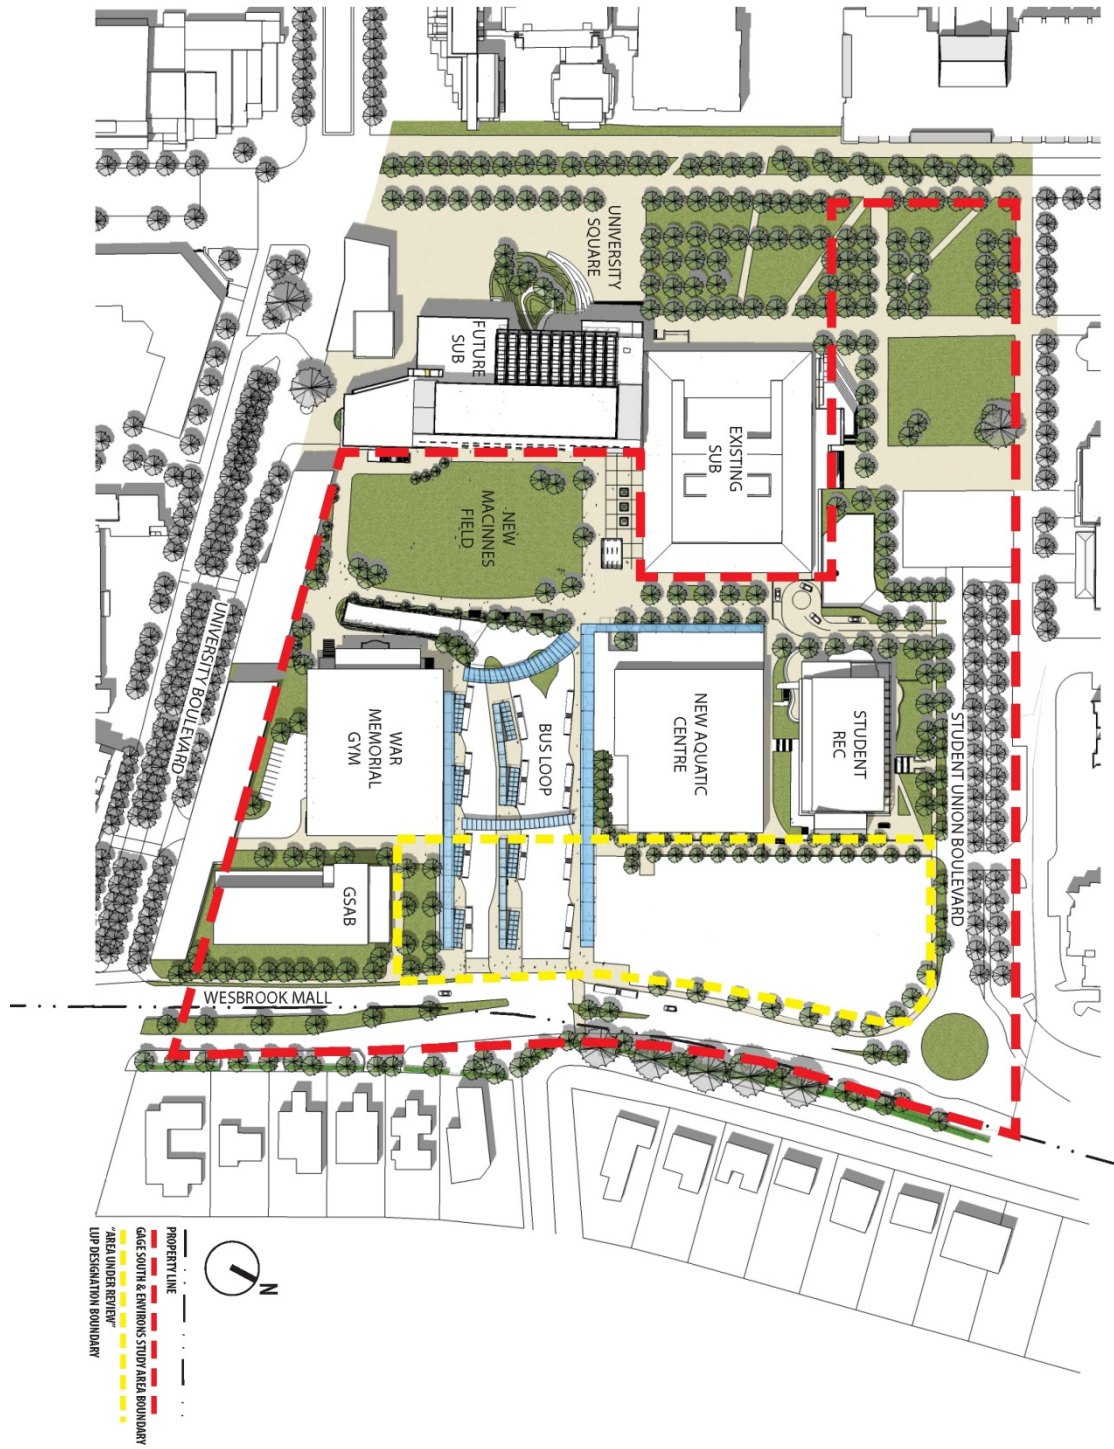 UNIVERSITY
SQUARE
FUTURE
SUB
EXISTING
SUB
NEW
MACINNES
FIELD
UNIVERSITY BOULEVARD
WAR
MEMORIAL
GYM
BUS LOOP
NEW AQUATIC
CENTRE
STUDENT
REC
STUDENT UNION BOULEVARD
GSAB
WESBROOK MALL
N
PROPERTY LINE
GAGE SOUTH & ENVIRONS STUDY AREA BOUNDARY
"AREA UNDER REVIEW"
LUP DESIGNATION BOUNDARY